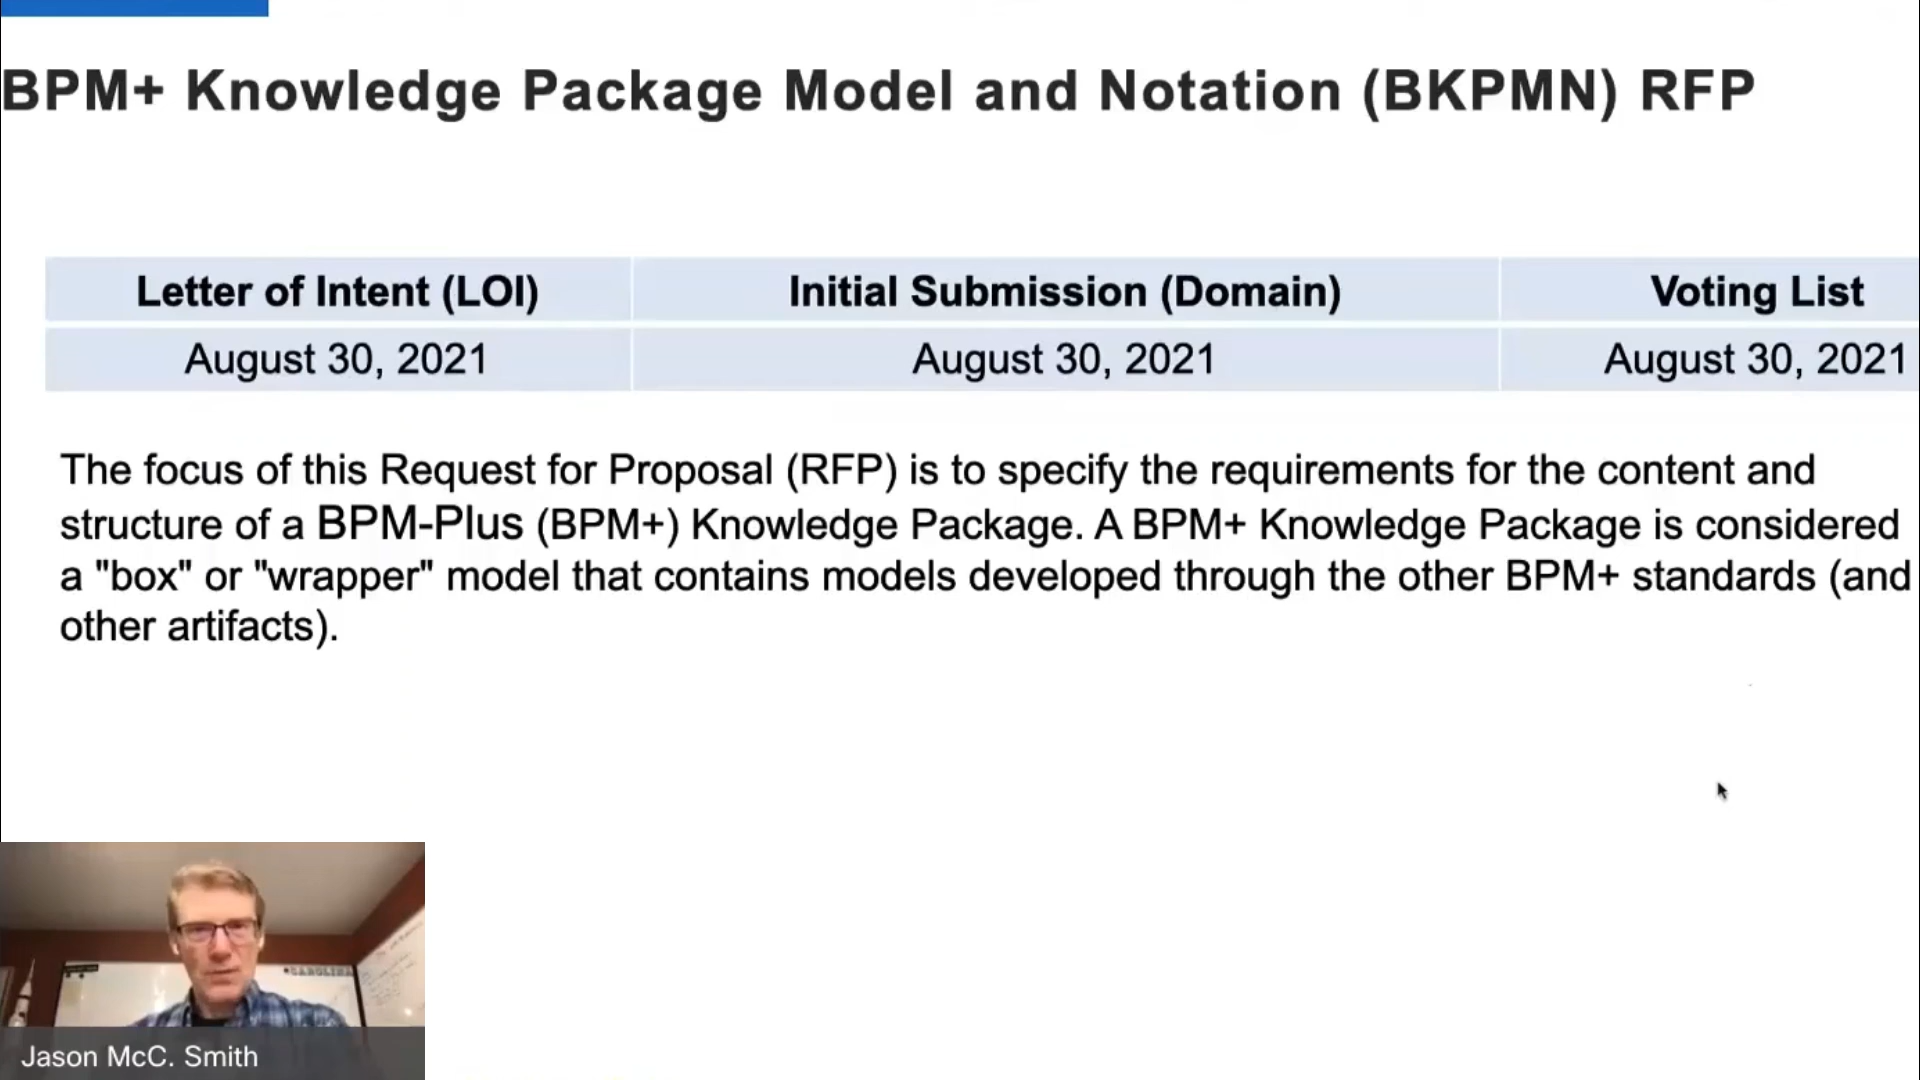 BPM+ Knowledge Package Model and Notation (BKPMN) RFP
Letter of Intent (LOI) Initial Submission (Domain) Voting List
August 30, 2021 August 30, 2021 August 30, 2021
The focus of this Request for Proposal (RFP) is to specify the requirements for the content and
structure of a BPM-Plus (BPM+) Knowledge Package. A BPM+ Knowledge Package is considered
a "box" or "wrapper" model that contains models developed through the other BPM+ standards (and
other artifacts).
CAROLINA
Jason McC. Smith